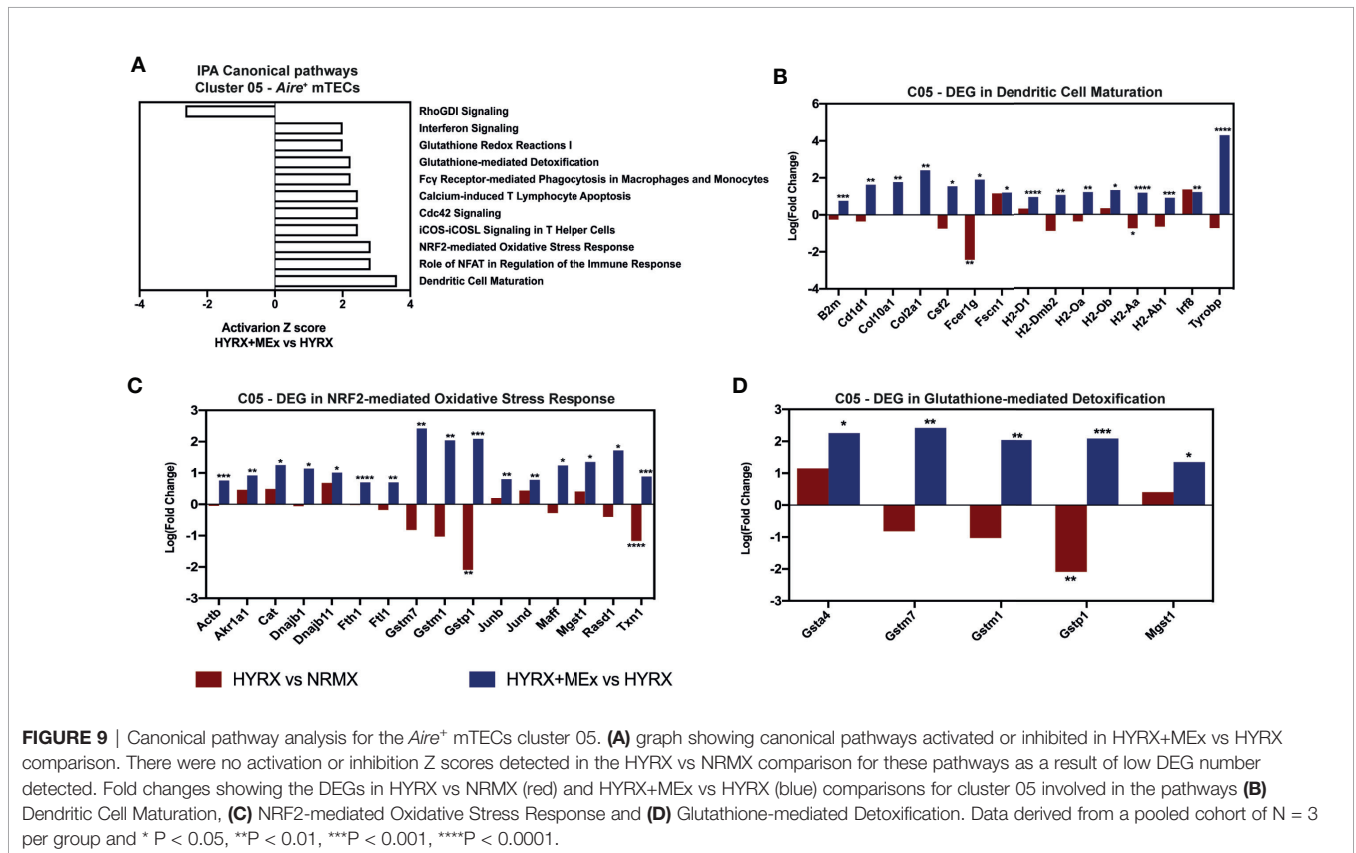 A
IPA Canonical pathways
Cluster 05 - Aire+ mTECs
RhoGDI Signaling
Interferon Signaling
Glutathione Redox Reactions I
Glutathione-mediated Detoxification
Fcγ Receptor-mediated Phagocytosis in Macrophages and Monocytes
Calcium-induced T Lymphocyte Apoptosis
Cdc42 Signaling
iCOS-iCOSL Signaling in T Helper Cells
NRF2-mediated Oxidative Stress Response
Role of NFAT in Regulation of the Immune Response
Dendritic Cell Maturation
-4 -2 0 2 4
Activarion Z score
HYRX+MEx vs HYRX
B
C05 - DEG in Dendritic Cell Maturation
Log(Fold Change)
6
4
2
0
-2
-4
*** ** ** ** * * * **** ** ** * **** *** ** ****
** *
B2m Cd1d1 Col10a1 Col2a1 Csf2 Fcer1g Fscn1 H2-D1 H2-Dmb2 H2-Oa H2-Ob H2-Aa H2-Ab1 Irf8 Tyrobp
C
C05 - DEG in NRF2-mediated Oxidative Stress Response
Log(Fold Change)
3
2
1
0
-1
-2
-3
*** ** * * * **** ** ** ** *** ** ** * * * ***
** ****
Actb Akr1a1 Cat Dnajb1 Dnajb11 Fth1 Ftl1 Gstm7 Gstm1 Gstp1 Junb Jund Maff Mgst1 Rasd1 Txn1
D
C05 - DEG in Glutathione-mediated Detoxification
Log(Fold Change)
3
2
1
0
-1
-2
-3
* ** ** *** *
**
Gsta4 Gstm7 Gstm1 Gstp1 Mgst1
HYRX vs NRMX HYRX+MEx vs HYRX
FIGURE 9 | Canonical pathway analysis for the Aire+ mTECs cluster 05. (A) graph showing canonical pathways activated or inhibited in HYRX+MEx vs HYRX
comparison. There were no activation or inhibition Z scores detected in the HYRX vs NRMX comparison for these pathways as a result of low DEG number
detected. Fold changes showing the DEGs in HYRX vs NRMX (red) and HYRX+MEx vs HYRX (blue) comparisons for cluster 05 involved in the pathways (B)
Dendritic Cell Maturation, (C) NRF2-mediated Oxidative Stress Response and (D) Glutathione-mediated Detoxification. Data derived from a pooled cohort of N = 3
per group and * P < 0.05, **P < 0.01, ***P < 0.001, ****P < 0.0001.